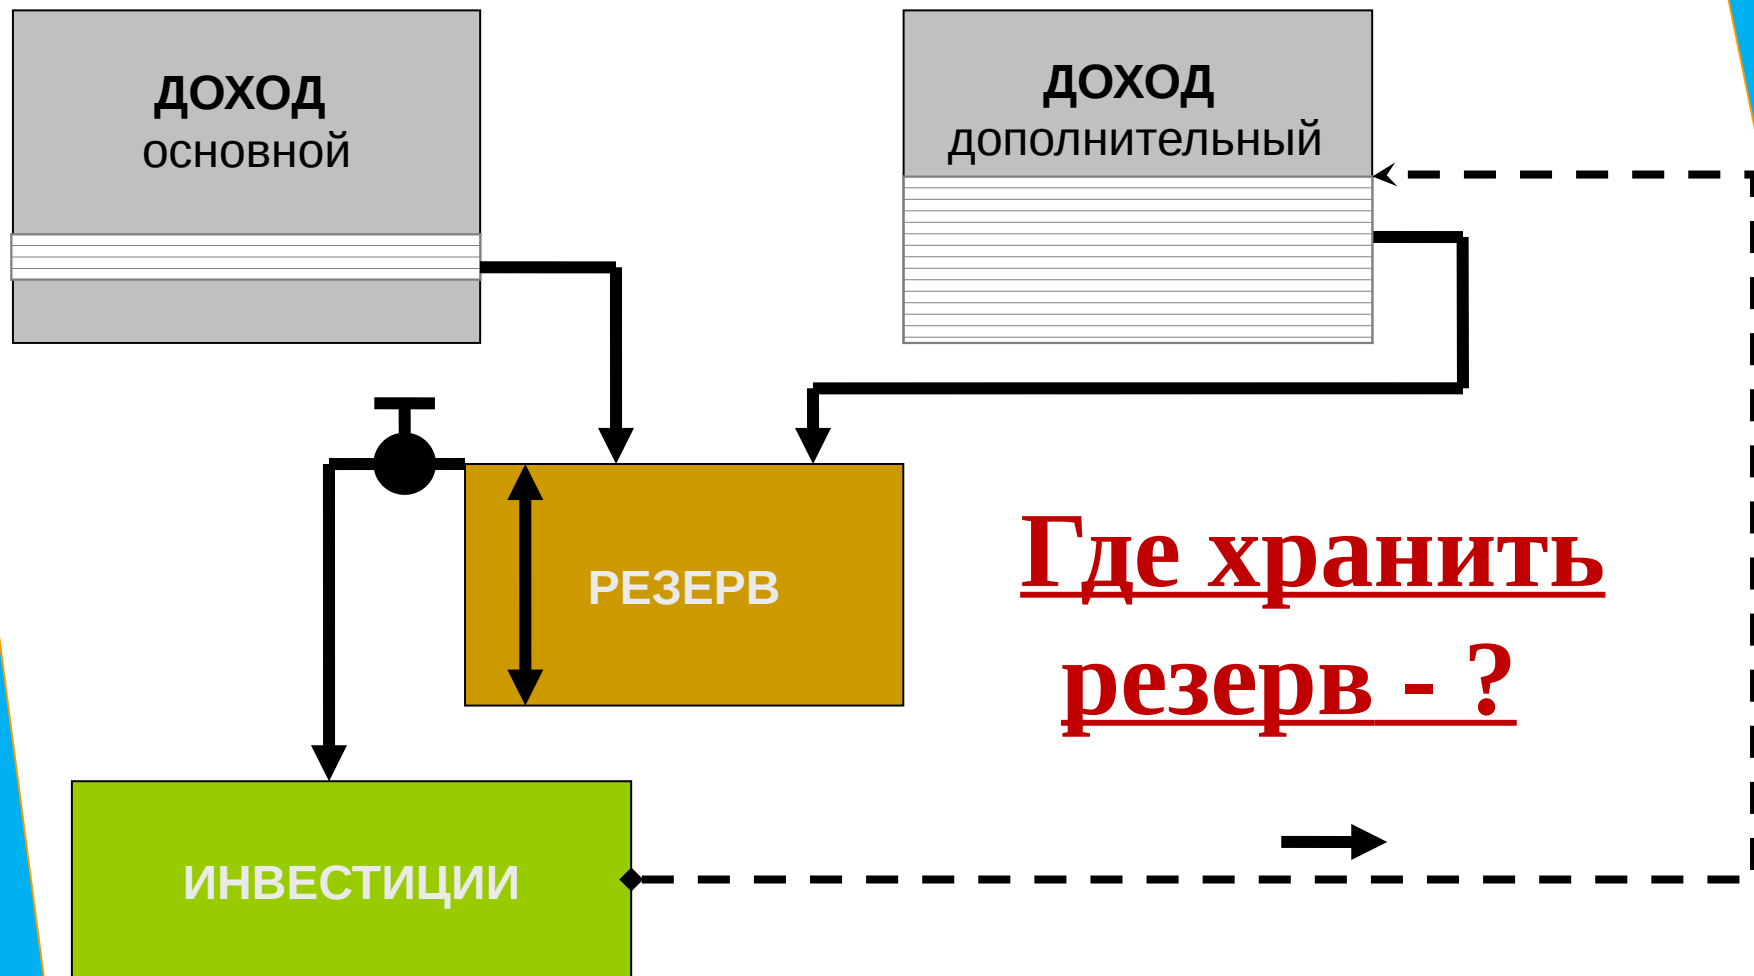 ДОХОД
основной
ДОХОД
дополнительный
РЕЗЕРВ
Где хранить
резерв - ?
ИНВЕСТИЦИИ